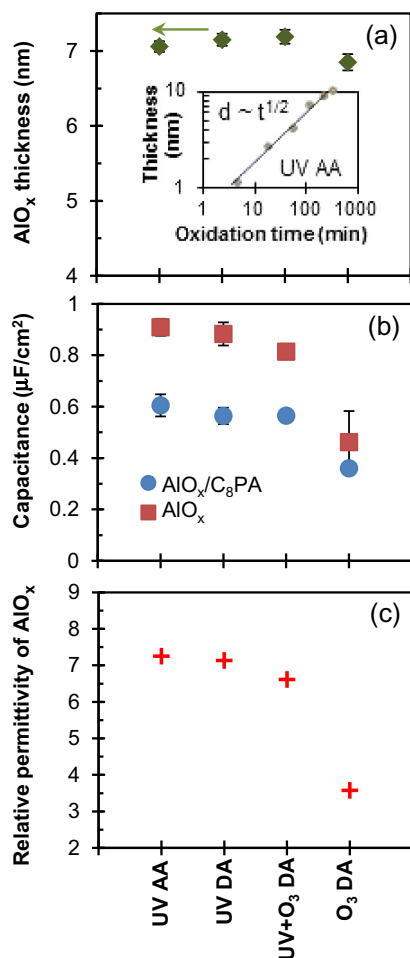 (a)
AlOₓ thickness (nm)
7
6
5
4
Thickness
(nm)
10
1
d ~ t^1/2
UV AA
1 10 100 1000
Oxidation time (min)
(b)
Capacitance (µF/cm²)
1
0.8
0.6
0.4
0.2
0
AlOₓ/C₈PA
AlOₓ
(c)
Relative permittivity of AlOₓ
9
8
7
6
5
4
3
2
UV AA
UV DA
UV+O₃ DA
O₃ DA